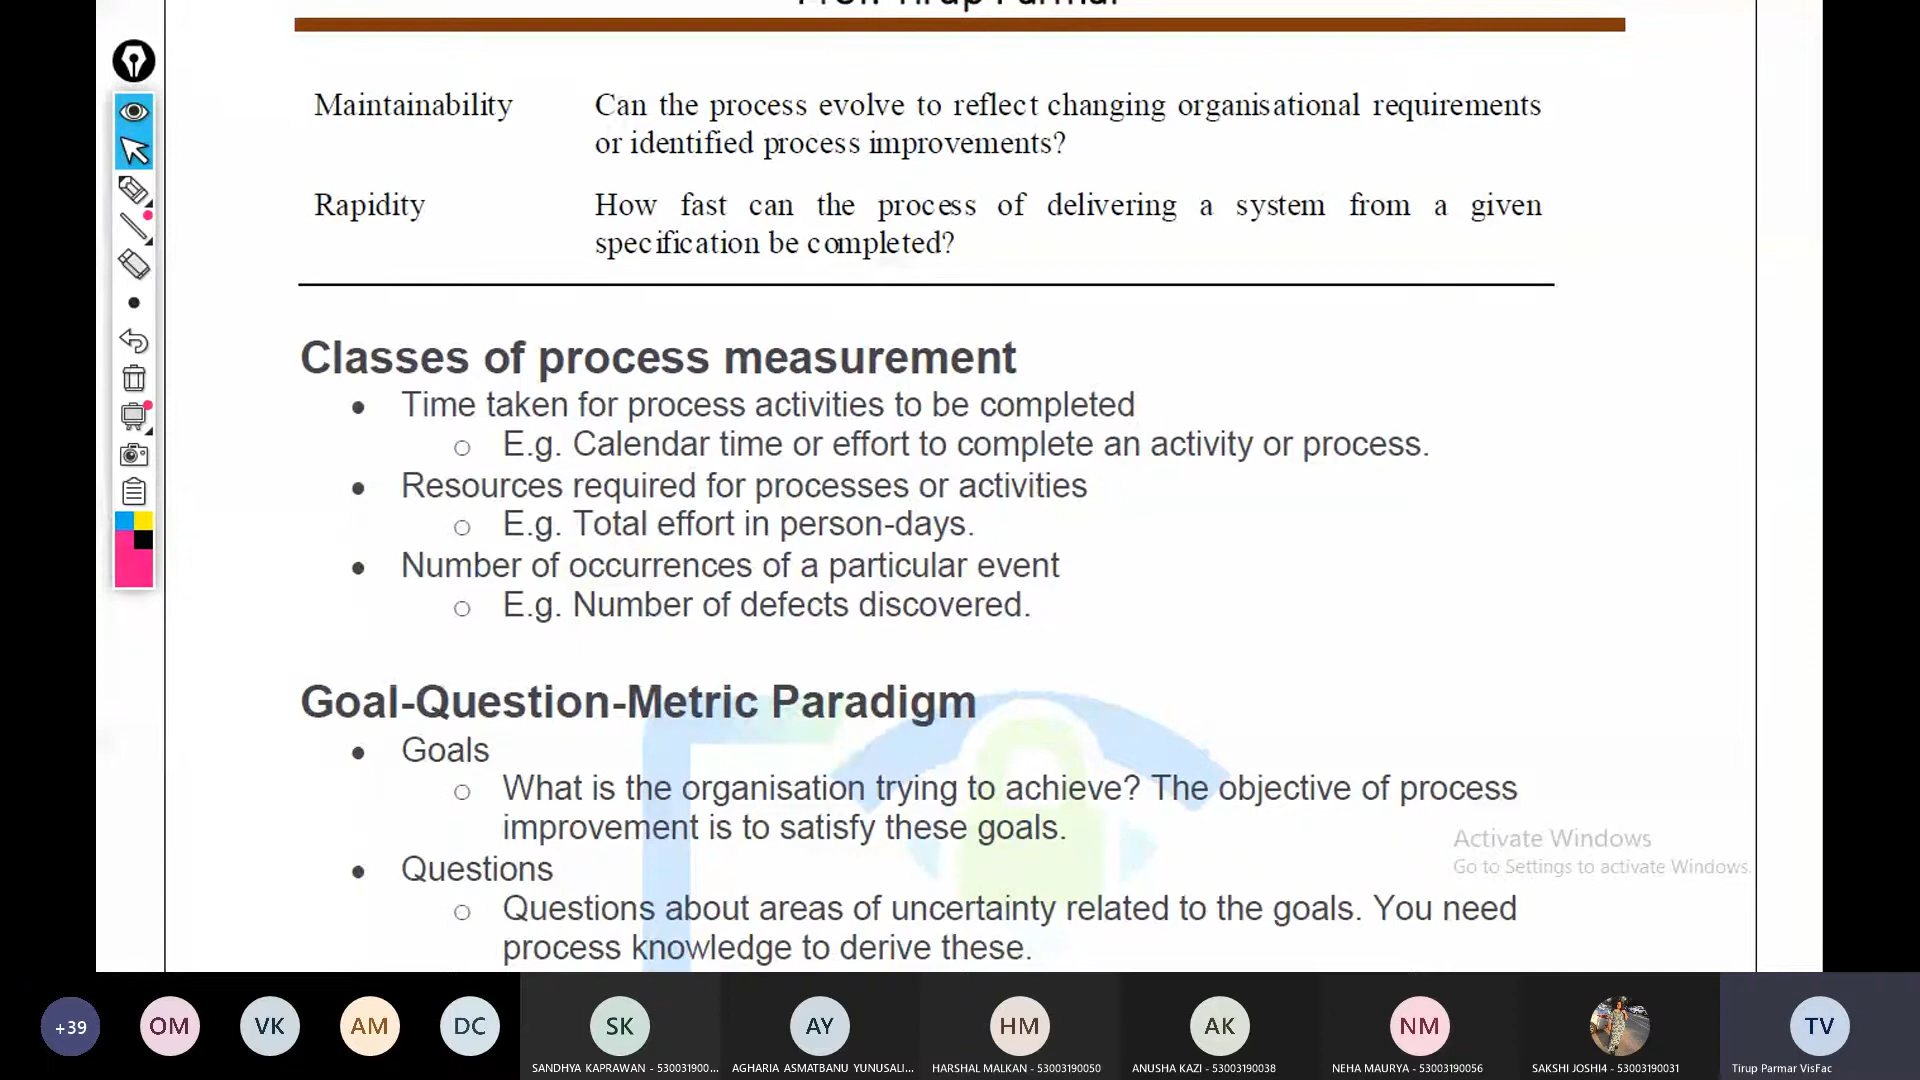 Prof. Tirup Parmar
Maintainability Can the process evolve to reflect changing organisational requirements
or identified process improvements?
Rapidity How fast can the process of delivering a system from a given
specification be completed?
Classes of process measurement
• Time taken for process activities to be completed
o E.g. Calendar time or effort to complete an activity or process.
• Resources required for processes or activities
o E.g. Total effort in person-days.
• Number of occurrences of a particular event
o E.g. Number of defects discovered.
Goal-Question-Metric Paradigm
• Goals
o What is the organisation trying to achieve? The objective of process
improvement is to satisfy these goals.
• Questions
o Questions about areas of uncertainty related to the goals. You need
process knowledge to derive these.
Activate Windows
Go to Settings to activate Windows.
+39 OM VK AM DC SK AY HM AK NM TV
SANDHYA KAPRAWAN - 530031900... AGHARIA ASMATBANU YUNUSALI... HARSHAL MALKAN - 53003190050 ANUSHA KAZI - 53003190038 NEHA MAURYA - 53003190056 SAKSHI JOSHI4 - 53003190031 Tirup Parmar VisFac